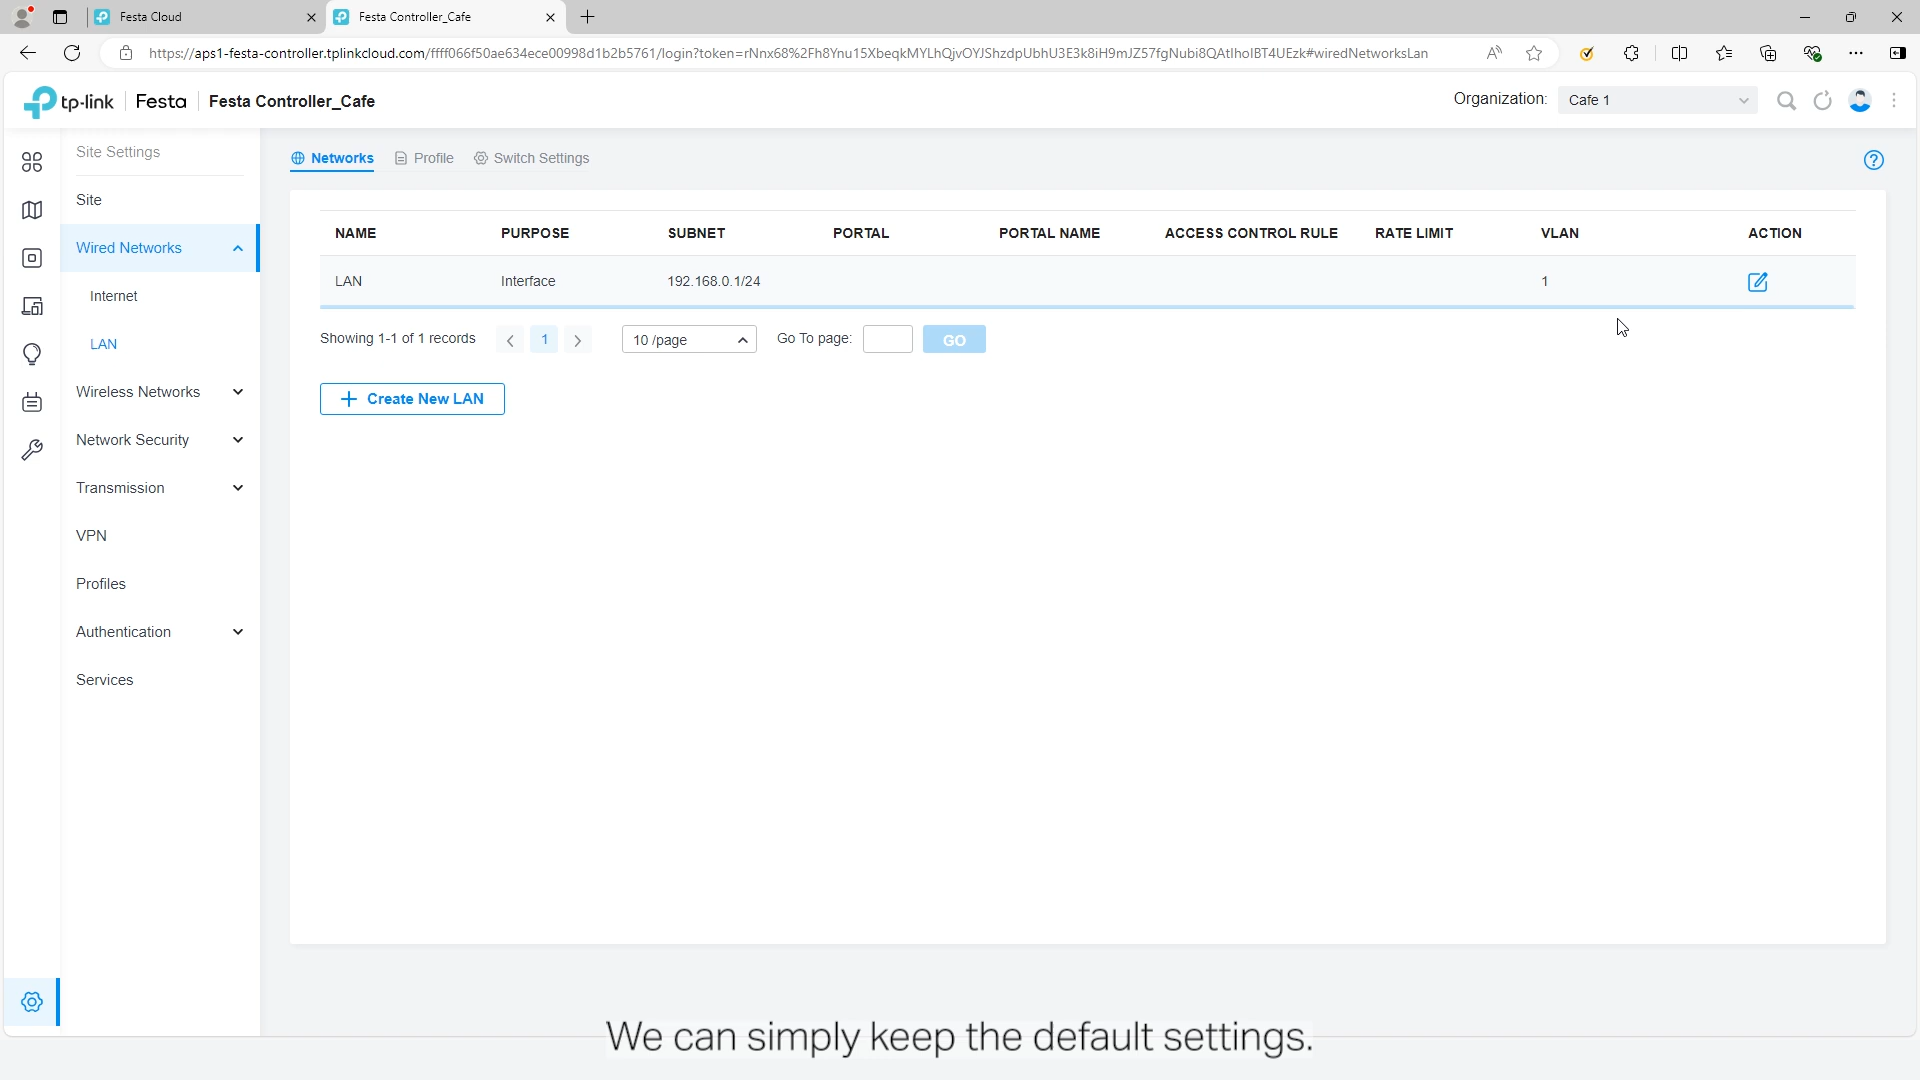 Festa Cloud
Festa Controller_Cafe
https://aps1-festa-controller.tplinkcloud.com/ffff066f50ae634ece00998d1b2b5761/login?token=rNnx68%2Fh8Ynu15XbeqkMYLhQjvOYJShzdpUbhU3E3k8iH9mJZ57fgNubi8QAtIhoIBT4UEzk#wiredNetworksLan
tp-link Festa Festa Controller_Cafe
Organization: Cafe 1
Site Settings
Site
Wired Networks
Internet
LAN
Wireless Networks
Network Security
Transmission
VPN
Profiles
Authentication
Services
Networks Profile Switch Settings
NAME PURPOSE SUBNET PORTAL PORTAL NAME ACCESS CONTROL RULE RATE LIMIT VLAN ACTION
LAN Interface 192.168.0.1/24 1
Showing 1-1 of 1 records 1 10 /page Go To page: GO
Create New LAN
We can simply keep the default settings.